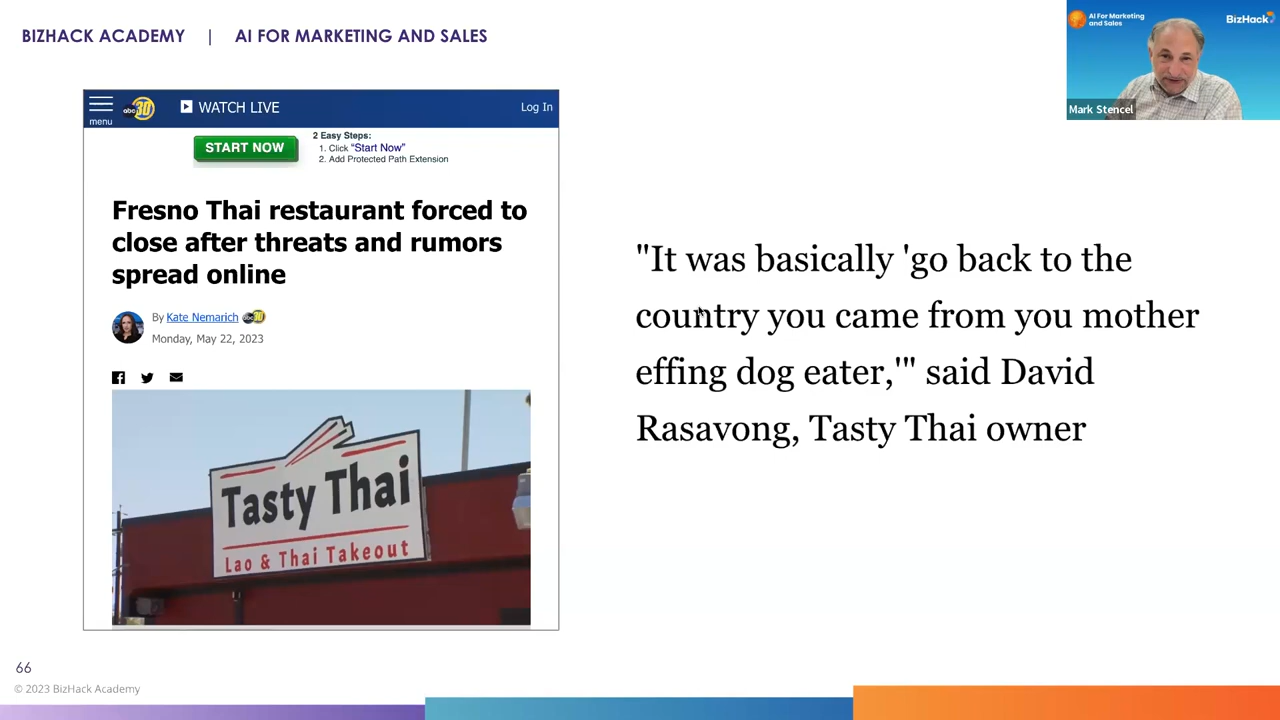 BIZHACK ACADEMY | AI FOR MARKETING AND SALES
AI For Marketing
and Sales
BizHack
Mark Stencel
menu
abc30
WATCH LIVE
Log In
START NOW
2 Easy Steps:
1. Click "Start Now"
2. Add Protected Path Extension
Fresno Thai restaurant forced to
close after threats and rumors
spread online
By Kate Nemarich abc30
Monday, May 22, 2023
Tasty Thai
Lao & Thai Takeout
"It was basically 'go back to the
country you came from you mother
effing dog eater,'" said David
Rasavong, Tasty Thai owner
66
© 2023 BizHack Academy